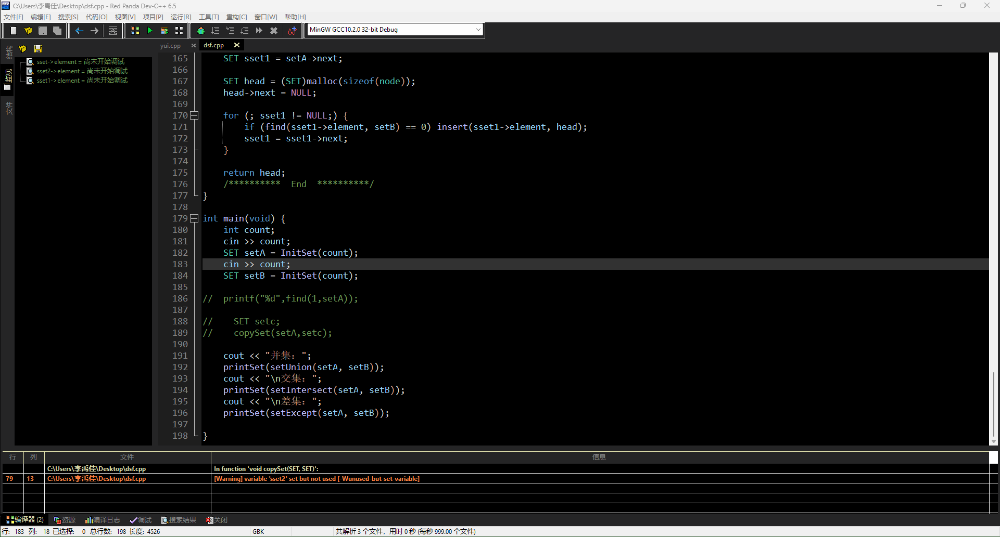 C:\Users\李禹佳\Desktop\dsf.cpp - Red Panda Dev-C++ 6.5
文件[F] 编辑[E] 搜索[S] 代码[O] 视图[V] 项目[P] 运行[R] 工具[T] 重构[C] 窗口[W] 帮助[H]
MinGW GCC10.2.0 32-bit Debug
结构
监视
文件
sset->element = 尚未开始调试
sset2->element = 尚未开始调试
sset1->element = 尚未开始调试
yui.cpp dsf.cpp
165 SET sset1 = setA->next;
166
167 SET head = (SET)malloc(sizeof(node));
168 head->next = NULL;
169
170 for (; sset1 != NULL;) {
171 if (find(sset1->element, setB) == 0) insert(sset1->element, head);
172 sset1 = sset1->next;
173 }
174
175 return head;
176 /********** End **********/
177 }
178
179 int main(void) {
180 int count;
181 cin >> count;
182 SET setA = InitSet(count);
183 cin >> count;
184 SET setB = InitSet(count);
185
186 // printf("%d",find(1,setA));
187
188 // SET setc;
189 // copySet(setA,setc);
190
191 cout << "并集：";
192 printSet(setUnion(setA, setB));
193 cout << "\n交集：";
194 printSet(setIntersect(setA, setB));
195 cout << "\n差集：";
196 printSet(setExcept(setA, setB));
197
198 }
行 列 文件 信息
C:\Users\李禹佳\Desktop\dsf.cpp In function 'void copySet(SET, SET)':
79 13 C:\Users\李禹佳\Desktop\dsf.cpp [Warning] variable 'sset2' set but not used [-Wunused-but-set-variable]
编译器 (2) 资源 编译日志 调试 搜索结果 关闭
行: 183 列: 18 已选择: 0 总行数: 198 长度: 4526 GBK 共解析 3 个文件，用时 0 秒 (每秒 999.00 个文件)